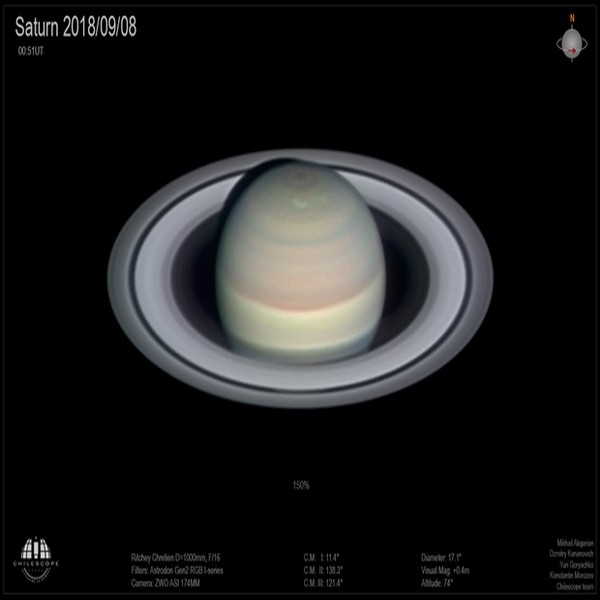 Saturn 2018/09/08
00:51UT
N
150%
CHILESCOPE
Ritchey Chretien D=1000mm, F/16
Filters: Astrodon Gen2 RGB I-series
Camera: ZWO ASI 174MM
C.M. I: 11.4°
C.M. II: 138.3°
C.M. III: 121.4°
Diameter: 17.1"
Visual Mag: +0.4m
Altitude: 74°
Mikhail Abgarian
Dzmitry Kananovich
Yuri Goryachko
Konstantin Morozov
Chilescope team